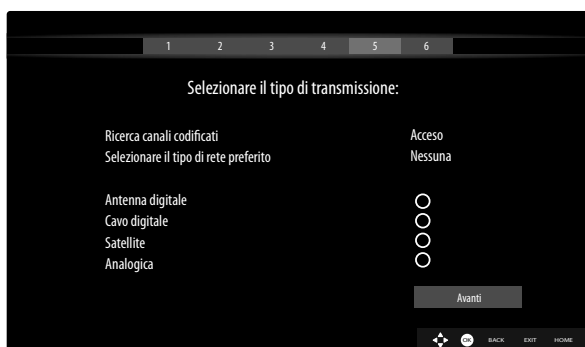 1 2 3 4 5 6
Selezionare il tipo di transmissione:
Ricerca canali codificati Acceso
Selezionare il tipo di rete preferito Nessuna
Antenna digitale
Cavo digitale
Satellite
Analogica
Avanti
OK BACK EXIT HOME